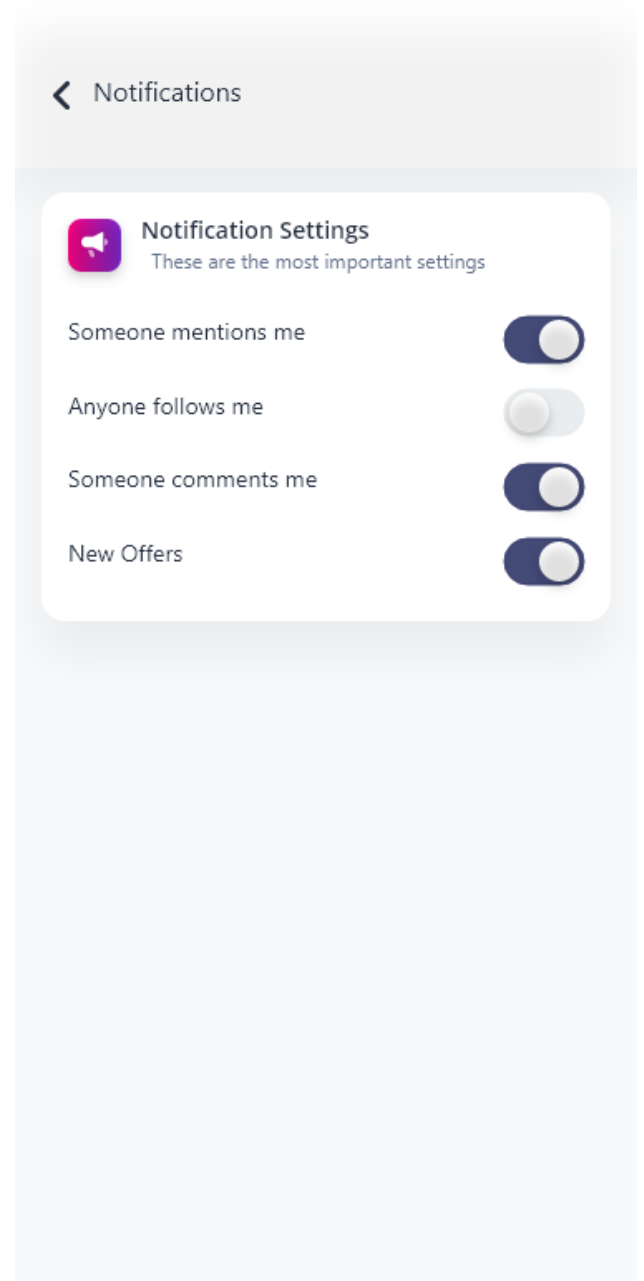 Notifications
Notification Settings
These are the most important settings
Someone mentions me
Anyone follows me
Someone comments me
New Offers